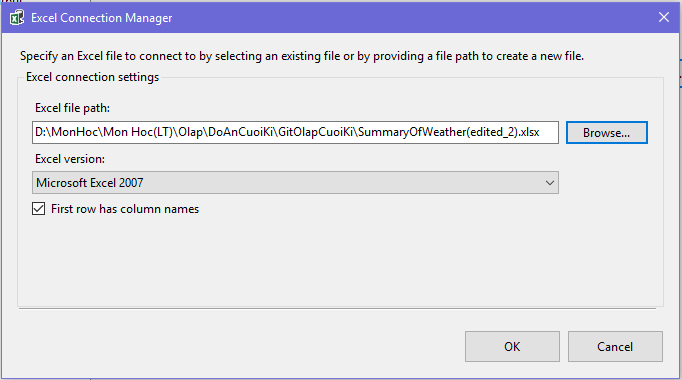 Excel Connection Manager
Specify an Excel file to connect to by selecting an existing file or by providing a file path to create a new file.
Excel connection settings
Excel file path:
D:\MonHoc\Mon Hoc(LT)\Olap\DoAnCuoiKi\GitOlapCuoiKi\SummaryOfWeather(edited_2).xlsx
Browse...
Excel version:
Microsoft Excel 2007
First row has column names
OK
Cancel